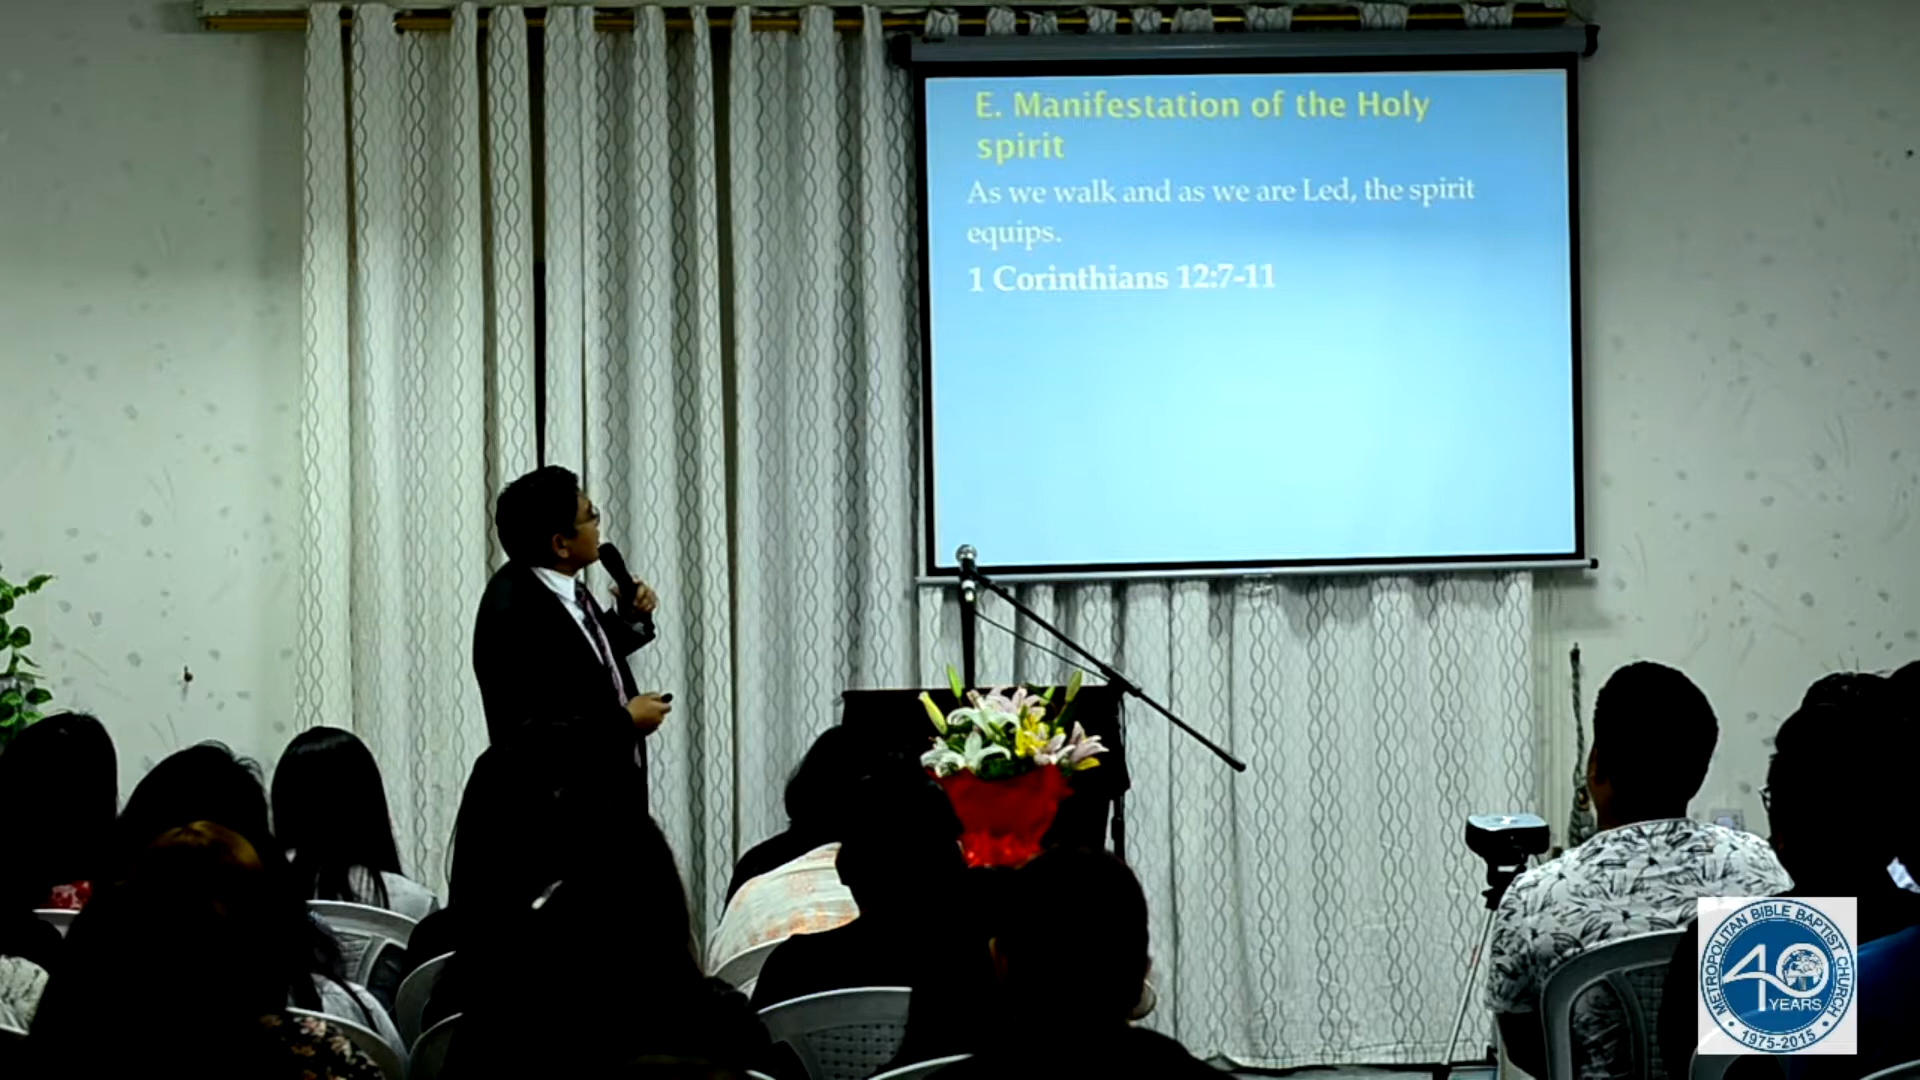 E. Manifestation of the Holy
spirit
As we walk and as we are Led, the spirit
equips.
1 Corinthians 12:7-11
METROPOLITAN BIBLE BAPTIST CHURCH
40
YEARS
• 1975-2015 •